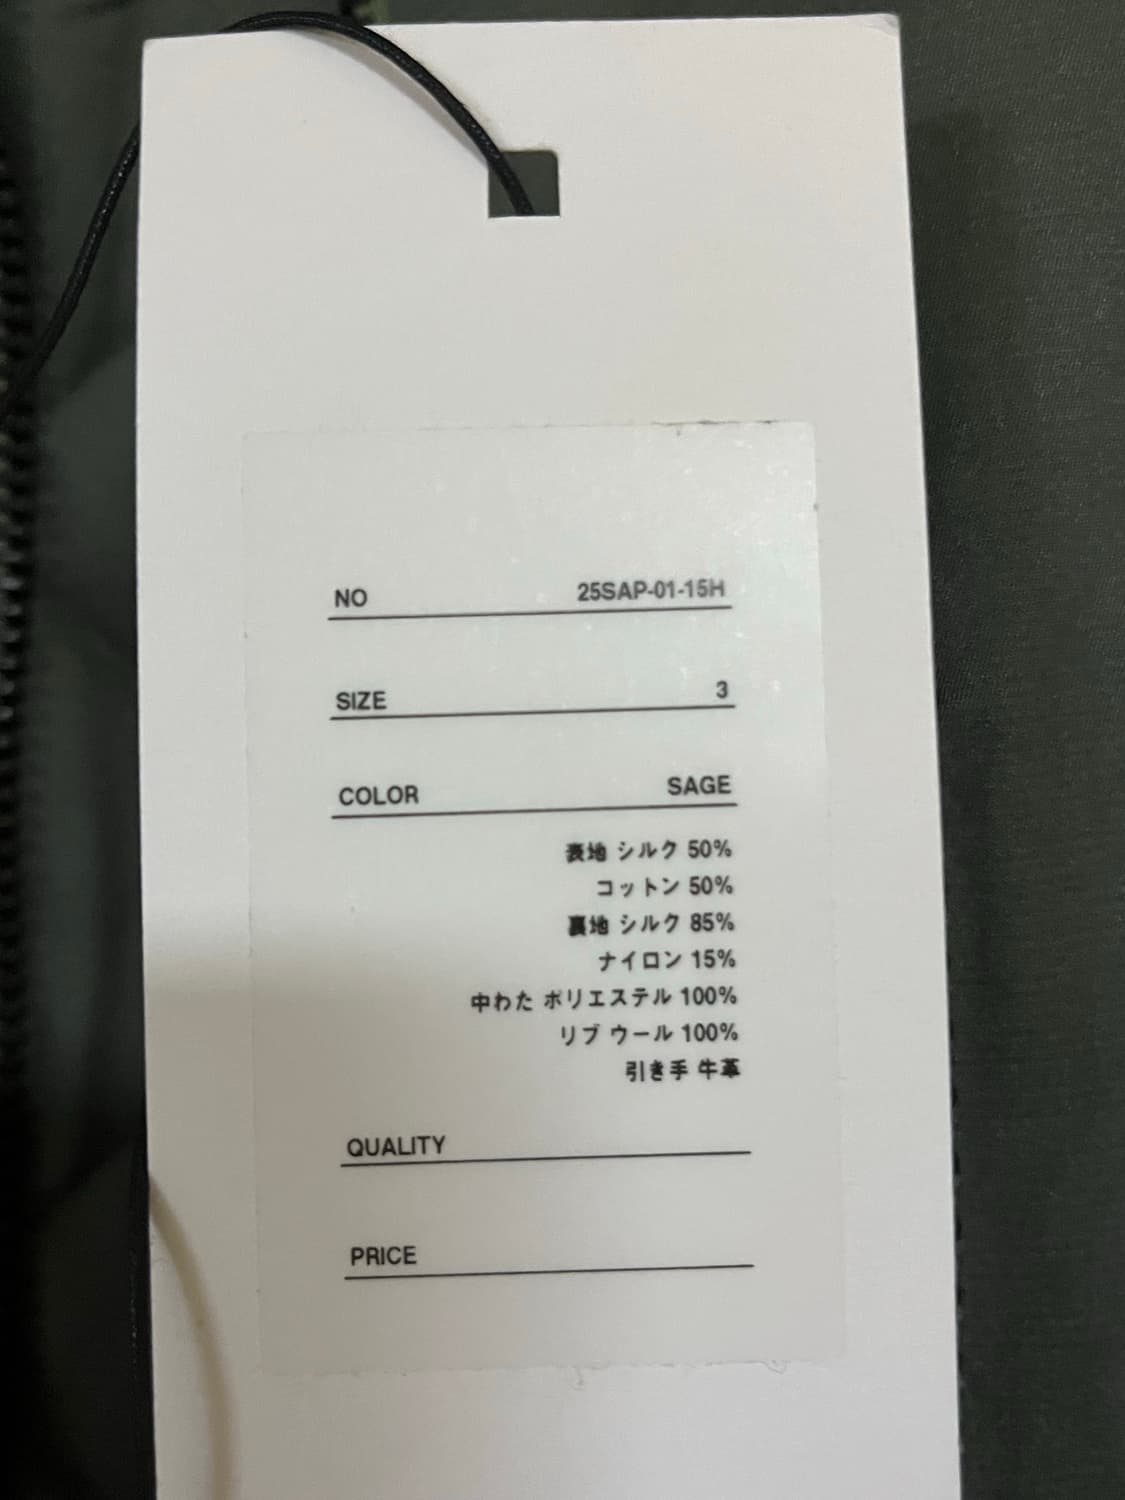 NO 25SAP-01-15H
SIZE 3
COLOR SAGE
表地 シルク 50%
コットン 50%
裏地 シルク 85%
ナイロン 15%
中わた ポリエステル 100%
リブ ウール 100%
引き手 牛革
QUALITY
PRICE